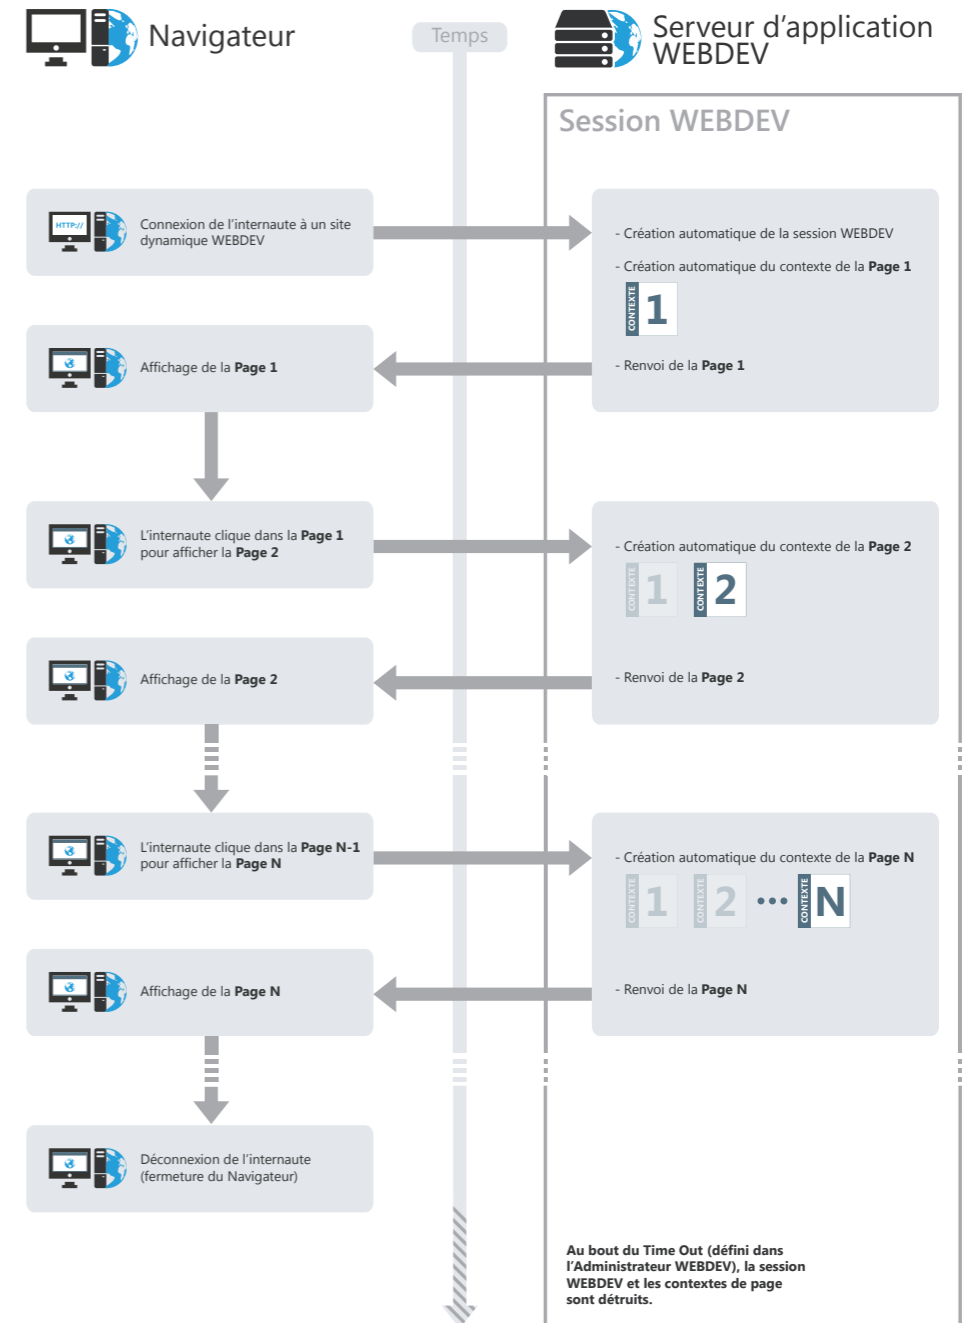 Navigateur
Temps
Serveur d'application
WEBDEV
Session WEBDEV
HTTP://
Connexion de l'internaute à un site
dynamique WEBDEV
- Création automatique de la session WEBDEV
- Création automatique du contexte de la Page 1
CONTEXTE
1
Affichage de la Page 1
- Renvoi de la Page 1
L'internaute clique dans la Page 1
pour afficher la Page 2
- Création automatique du contexte de la Page 2
CONTEXTE
1
CONTEXTE
2
Affichage de la Page 2
- Renvoi de la Page 2
L'internaute clique dans la Page N-1
pour afficher la Page N
- Création automatique du contexte de la Page N
CONTEXTE
1
CONTEXTE
2
•••
CONTEXTE
N
Affichage de la Page N
- Renvoi de la Page N
Déconnexion de l'internaute
(fermeture du Navigateur)
Au bout du Time Out (défini dans
l'Administrateur WEBDEV), la session
WEBDEV et les contextes de page
sont détruits.